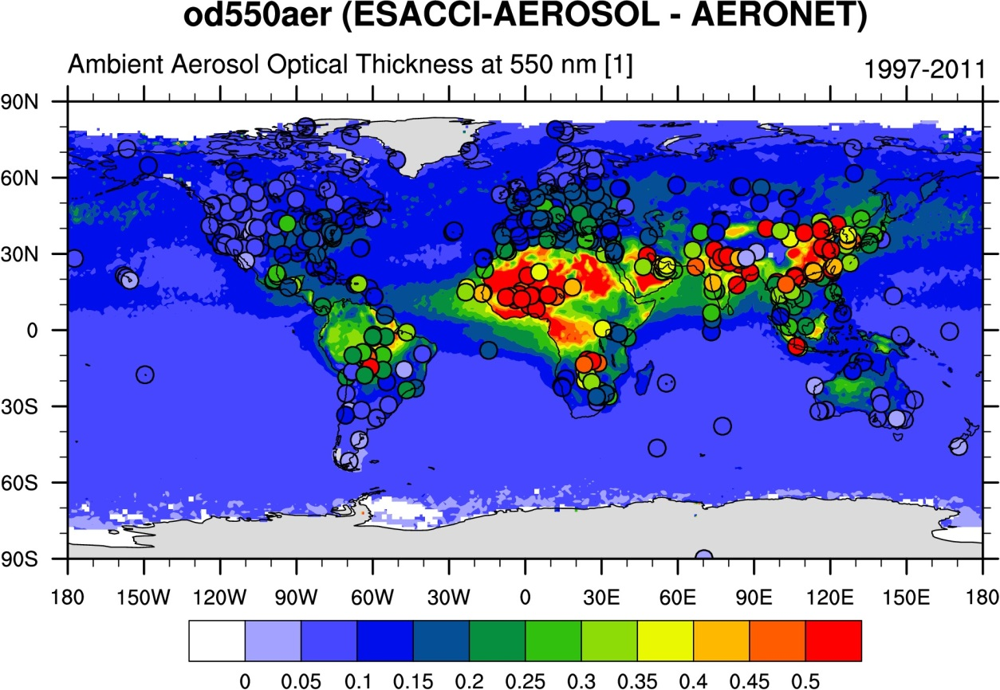 od550aer (ESACCI-AEROSOL - AERONET)
Ambient Aerosol Optical Thickness at 550 nm [1]
1997-2011
90N
60N
30N
0
30S
60S
90S
180 150W 120W 90W 60W 30W 0 30E 60E 90E 120E 150E 180
0 0.05 0.1 0.15 0.2 0.25 0.3 0.35 0.4 0.45 0.5